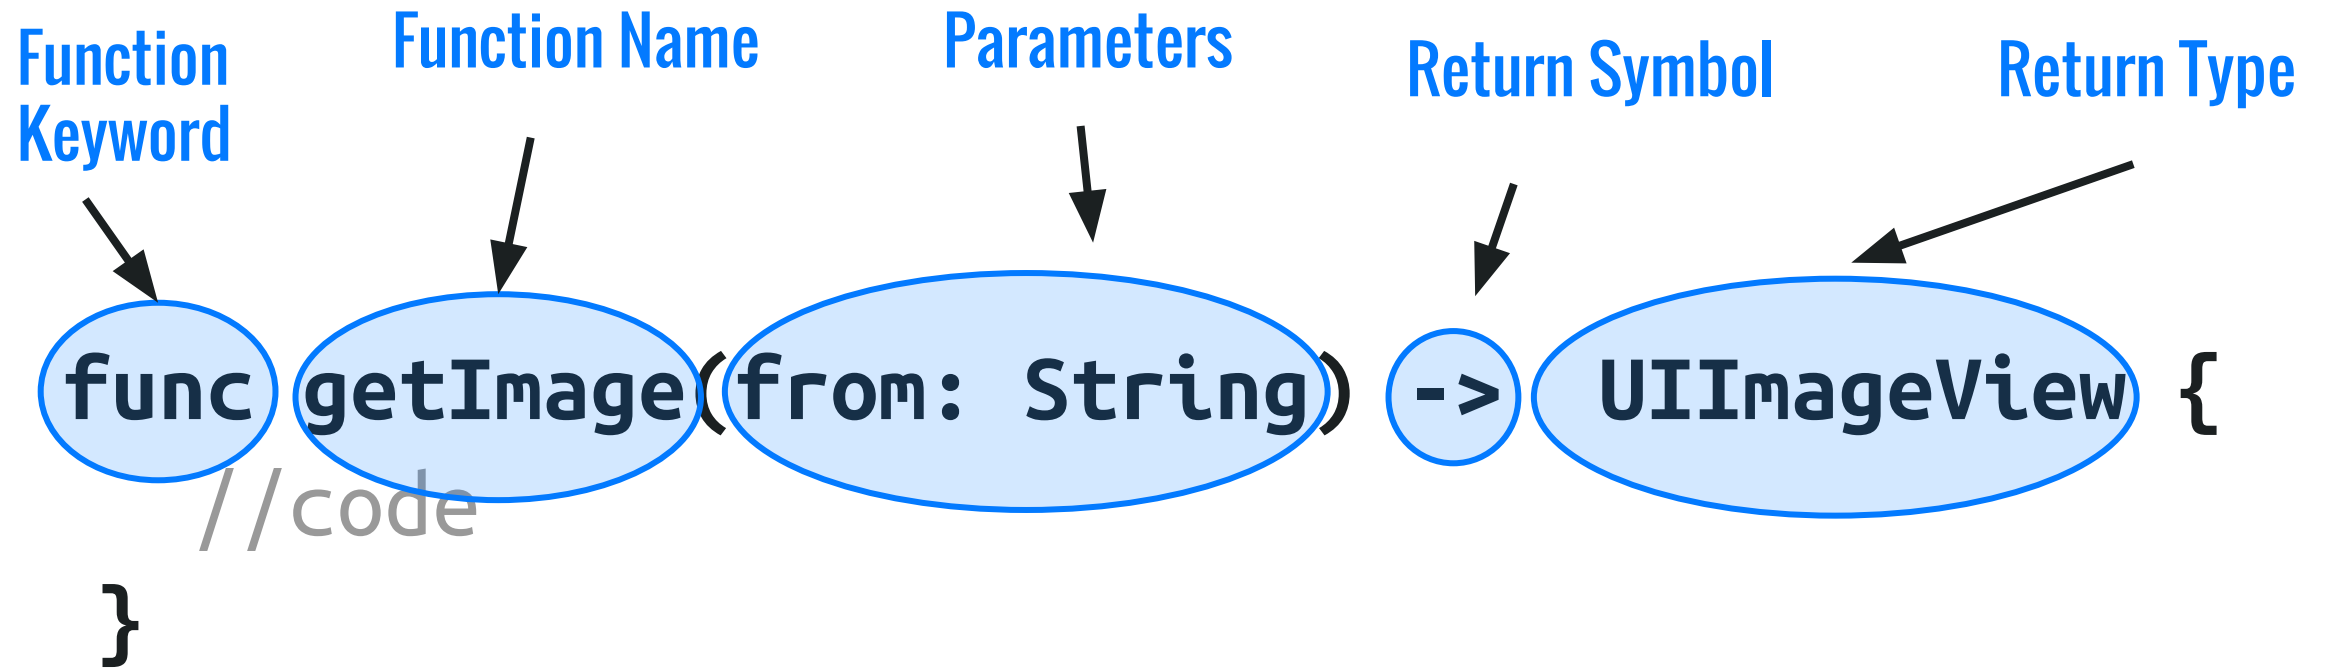 Function
Keyword
Function Name
Parameters
Return Symbol
Return Type
func getImage(from: String) -> UIImageView {
//code
}